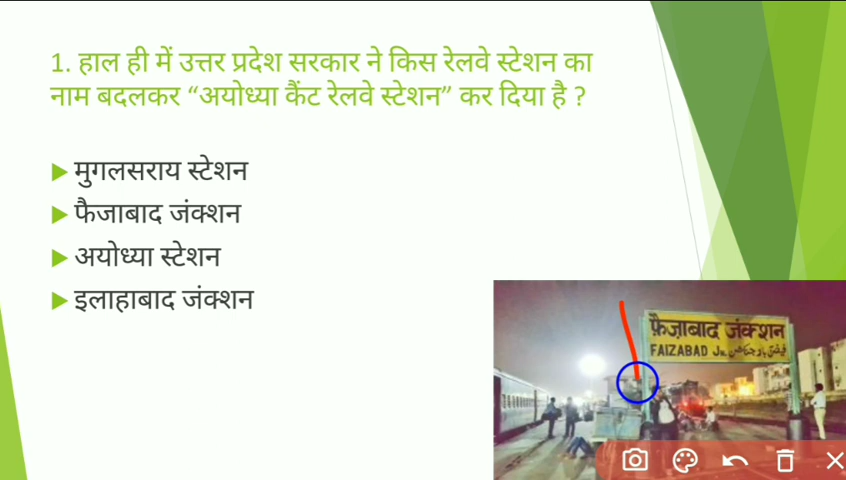 1. हाल ही में उत्तर प्रदेश सरकार ने किस रेलवे स्टेशन का
नाम बदलकर “अयोध्या कैंट रेलवे स्टेशन” कर दिया है ?
मुगलसराय स्टेशन
फैजाबाद जंक्शन
अयोध्या स्टेशन
इलाहाबाद जंक्शन
फ़ैज़ाबाद जंक्शन
FAIZABAD Jn.